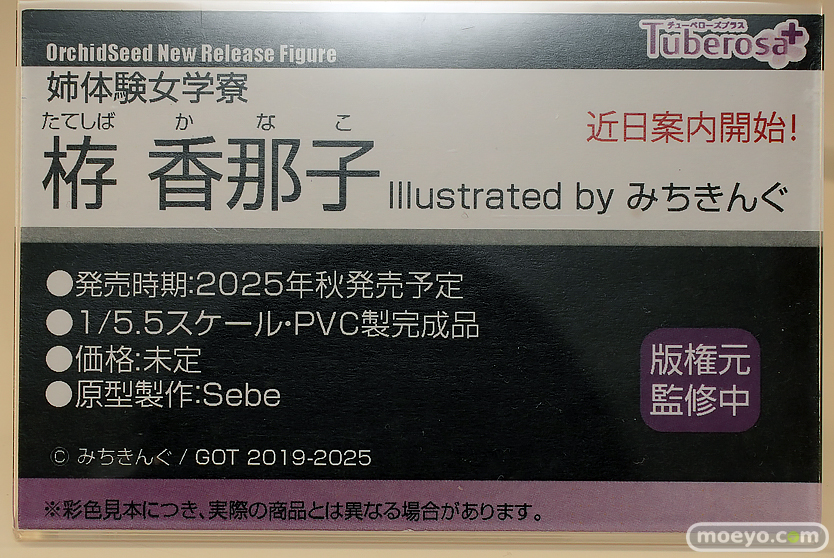 OrchidSeed New Release Figure
チューベローズプラス
Tuberosa+
姉体験女学寮
たてしば かなこ
栫 香那子 Illustrated by みちきんぐ
近日案内開始!
●発売時期:2025年秋発売予定
●1/5.5スケール・PVC製完成品
●価格:未定
●原型製作:Sebe
版権元
監修中
© みちきんぐ / GOT 2019-2025
※彩色見本につき、実際の商品とは異なる場合があります。
moeyo.com